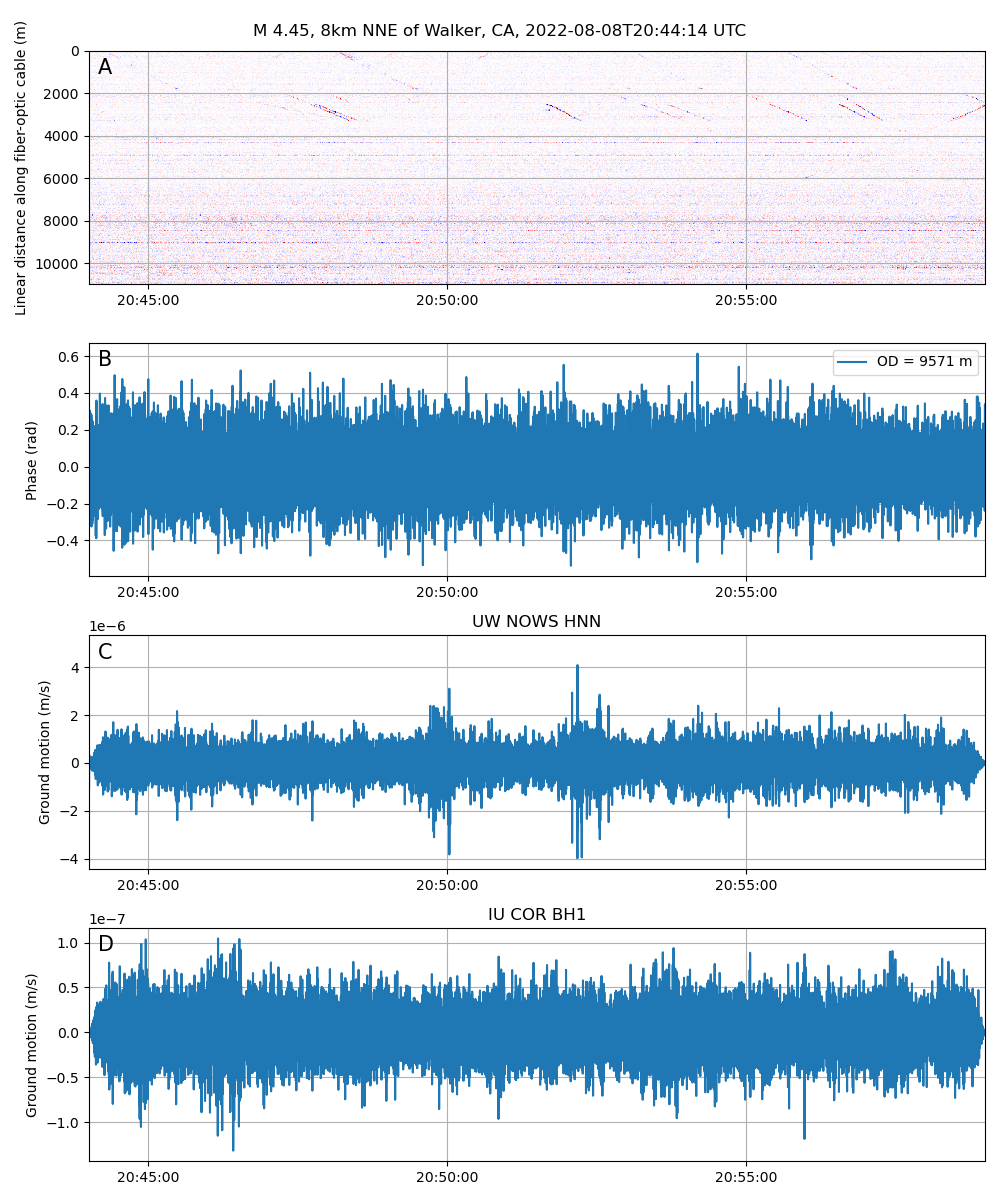 M 4.45, 8km NNE of Walker, CA, 2022-08-08T20:44:14 UTC
A
Linear distance along fiber-optic cable (m)
0
2000
4000
6000
8000
10000
20:45:00 20:50:00 20:55:00
B
OD = 9571 m
Phase (rad)
0.6
0.4
0.2
0.0
−0.2
−0.4
20:45:00 20:50:00 20:55:00
UW NOWS HNN
1e−6
C
Ground motion (m/s)
4
2
0
−2
−4
20:45:00 20:50:00 20:55:00
IU COR BH1
1e−7
D
Ground motion (m/s)
1.0
0.5
0.0
−0.5
−1.0
20:45:00 20:50:00 20:55:00